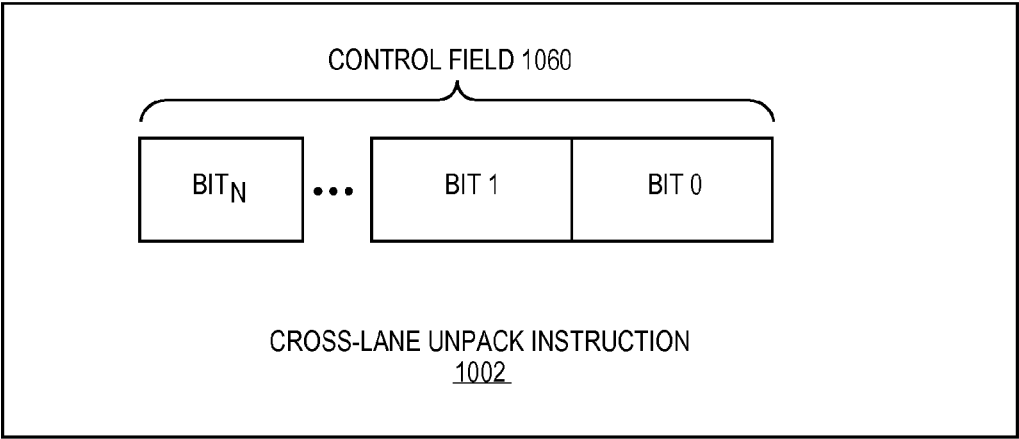 CONTROL FIELD 1060
BITN ••• BIT 1 BIT 0
CROSS-LANE UNPACK INSTRUCTION
1002